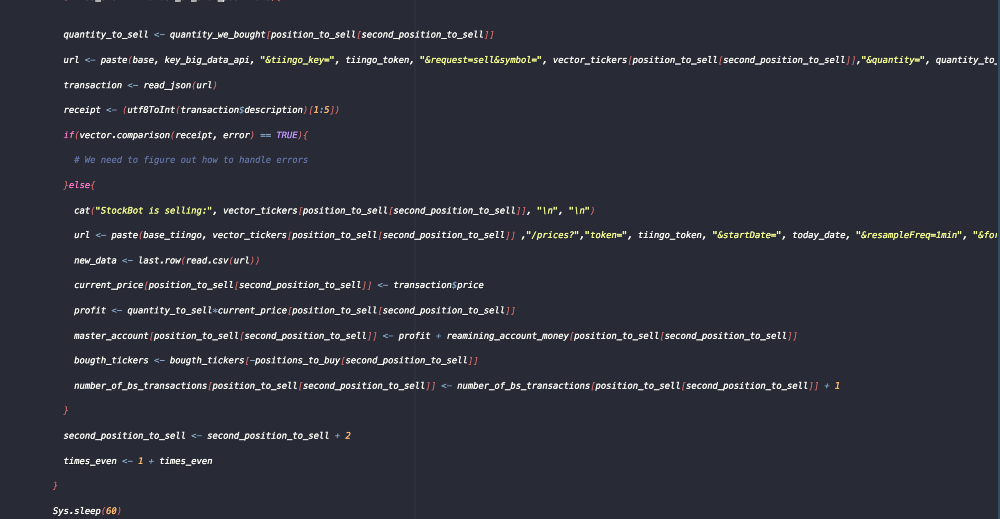 quantity_to_sell <- quantity_we_bought[position_to_sell[second_position_to_sell]]
url <- paste(base, key_big_data_api, "&tiingo_key=", tiingo_token, "&request=sell&symbol=", vector_tickers[position_to_sell[second_position_to_sell]],"&quantity=", quantity_to_
transaction <- read_json(url)
receipt <- (utf8ToInt(transaction$description)[1:5])
if(vector.comparison(receipt, error) == TRUE){
# We need to figure out how to handle errors
}else{
cat("StockBot is selling:", vector_tickers[position_to_sell[second_position_to_sell]], "\n", "\n")
url <- paste(base_tiingo, vector_tickers[position_to_sell[second_position_to_sell]] ,"/prices?","token=", tiingo_token, "&startDate=", today_date, "&resampleFreq=1min", "&for
new_data <- last.row(read.csv(url))
current_price[position_to_sell[second_position_to_sell]] <- transaction$price
profit <- quantity_to_sell*current_price[position_to_sell[second_position_to_sell]]
master_account[position_to_sell[second_position_to_sell]] <- profit + reamining_account_money[position_to_sell[second_position_to_sell]]
bougth_tickers <- bougth_tickers[-positions_to_buy[second_position_to_sell]]
number_of_bs_transactions[position_to_sell[second_position_to_sell]] <- number_of_bs_transactions[position_to_sell[second_position_to_sell]] + 1
}
second_position_to_sell <- second_position_to_sell + 2
times_even <- 1 + times_even
}
Sys.sleep(60)